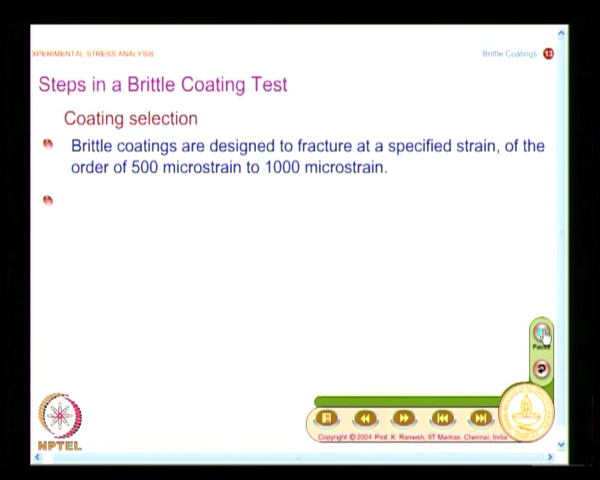 XPERIMENTAL STRESS ANALYSIS
Brittle Coatings 13
Steps in a Brittle Coating Test
Coating selection
Brittle coatings are designed to fracture at a specified strain, of the
order of 500 microstrain to 1000 microstrain.
Pause
NPTEL
Copyright © 2004 Prof. K. Ramesh, IIT Madras, Chennai, India